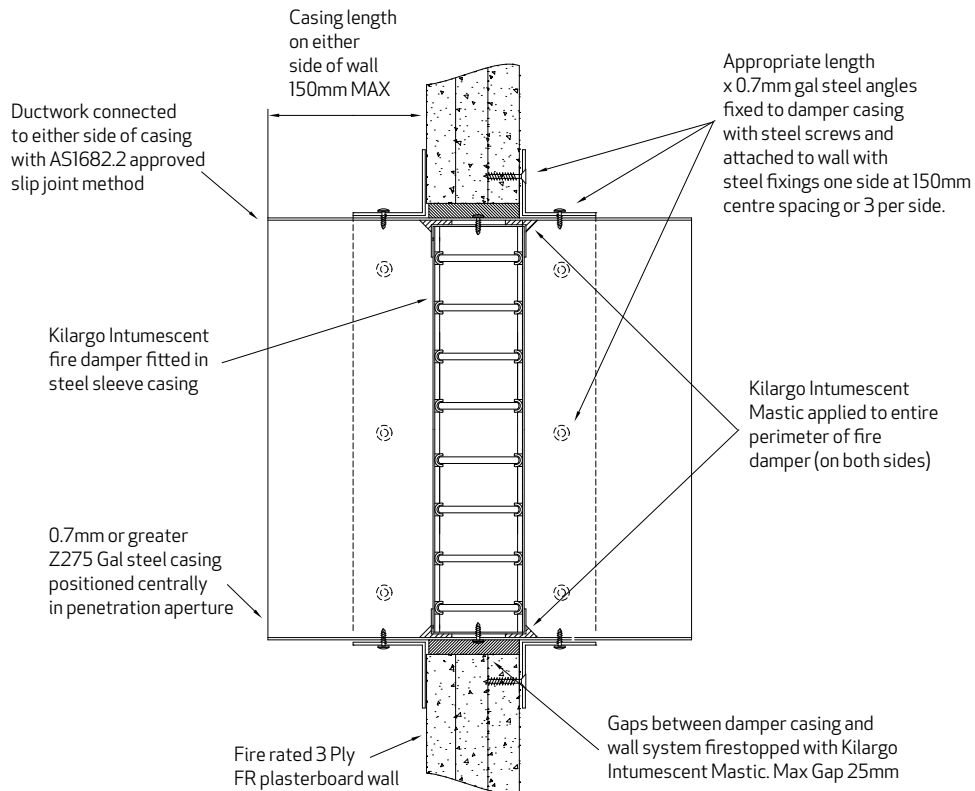 Casing length
on either
side of wall
150mm MAX
Appropriate length
x 0.7mm gal steel angles
fixed to damper casing
with steel screws and
attached to wall with
steel fixings one side at 150mm
centre spacing or 3 per side.
Ductwork connected
to either side of casing
with AS1682.2 approved
slip joint method
Kilargo Intumescent
fire damper fitted in
steel sleeve casing
Kilargo Intumescent
Mastic applied to entire
perimeter of fire
damper (on both sides)
0.7mm or greater
Z275 Gal steel casing
positioned centrally
in penetration aperture
Fire rated 3 Ply
FR plasterboard wall
Gaps between damper casing and
wall system firestopped with Kilargo
Intumescent Mastic. Max Gap 25mm